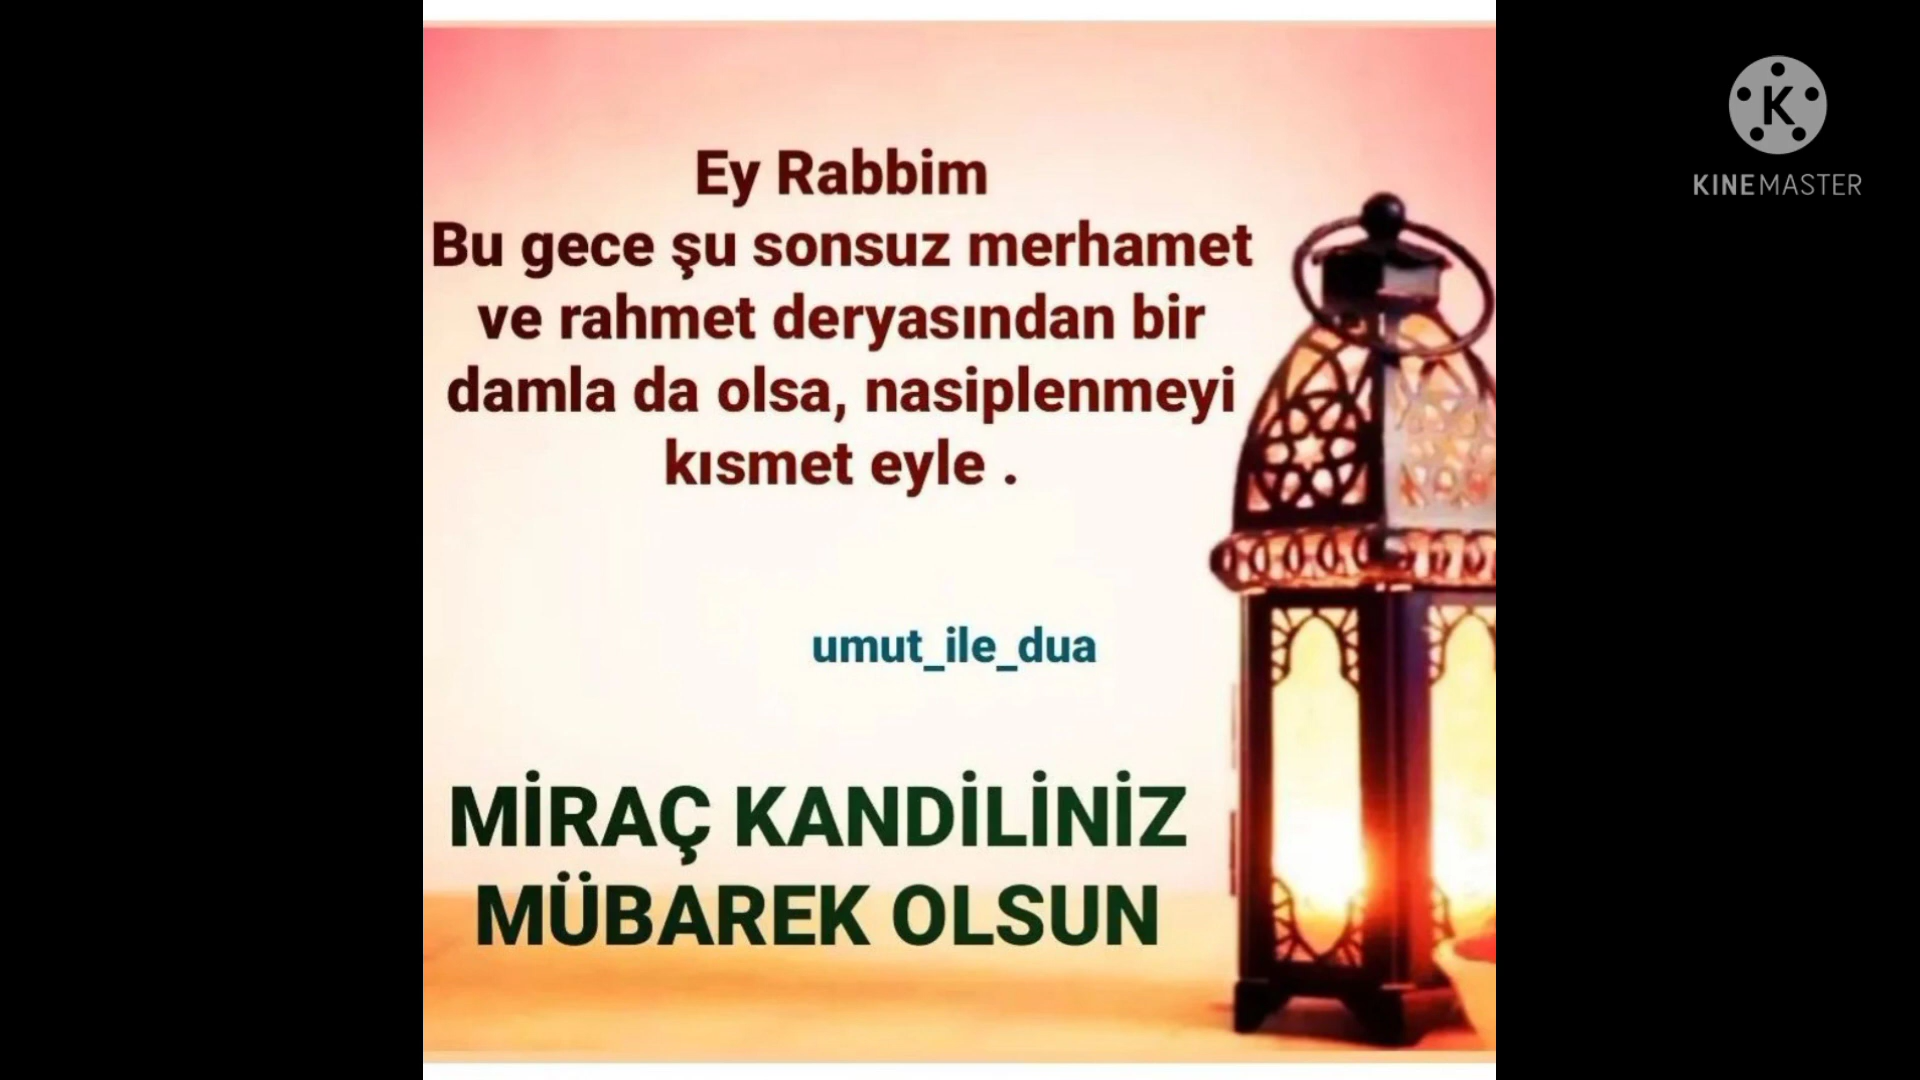 Ey Rabbim
Bu gece şu sonsuz merhamet
ve rahmet deryasından bir
damla da olsa, nasiplenmeyi
kısmet eyle .
umut_ile_dua
MİRAÇ KANDİLİNİZ
MÜBAREK OLSUN
K
KINEMASTER